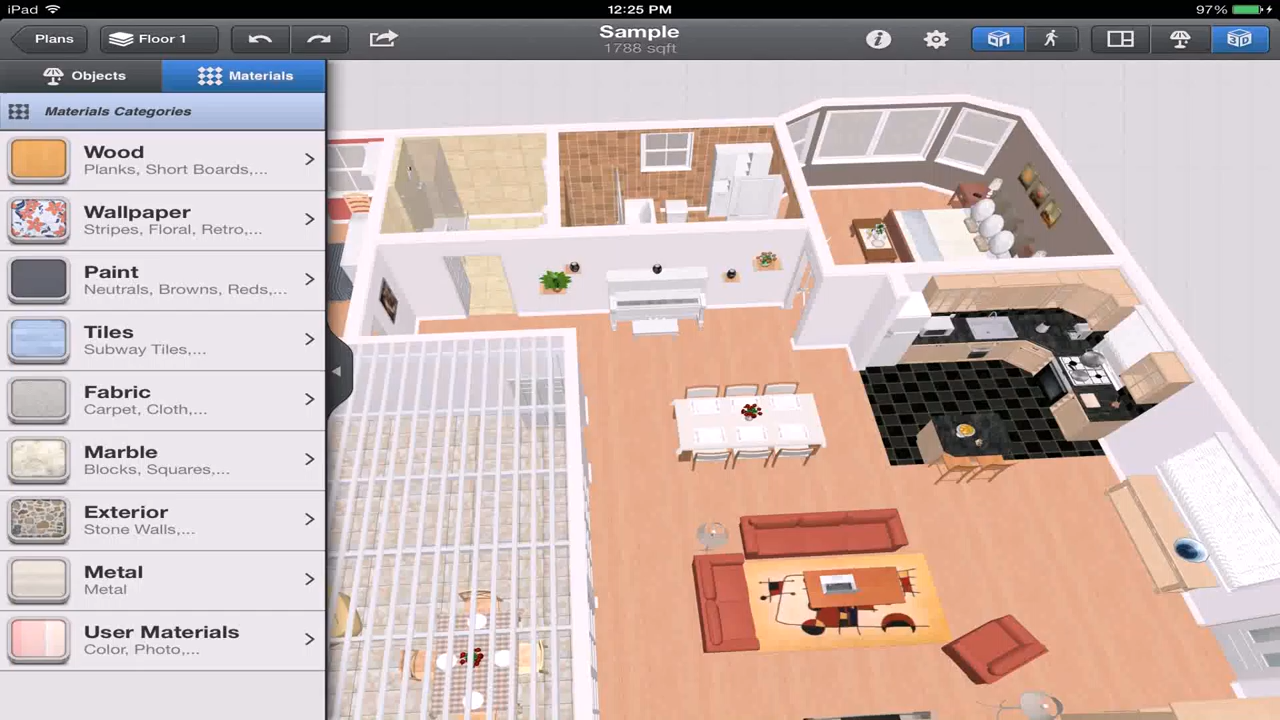 iPad 12:25 PM 97%
Plans Floor 1 Sample
1788 sqft
3D
Objects Materials
Materials Categories
Wood
Planks, Short Boards,...
Wallpaper
Stripes, Floral, Retro,...
Paint
Neutrals, Browns, Reds,...
Tiles
Subway Tiles,...
Fabric
Carpet, Cloth,...
Marble
Blocks, Squares,...
Exterior
Stone Walls,...
Metal
Metal
User Materials
Color, Photo,...